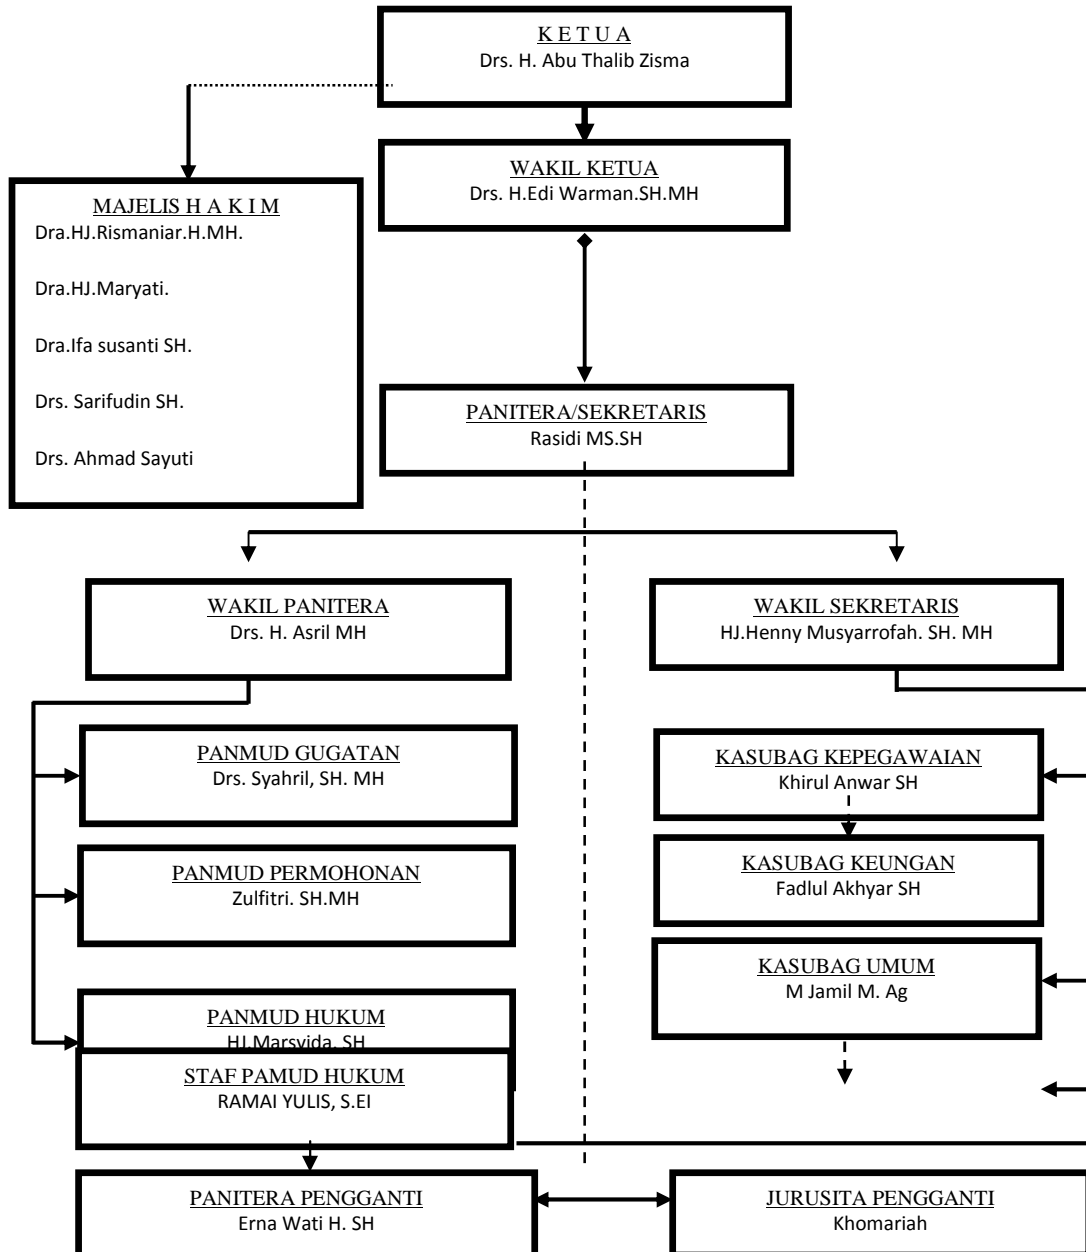 K E T U A
Drs. H. Abu Thalib Zisma
WAKIL KETUA
Drs. H.Edi Warman.SH.MH
MAJELIS H A K I M
Dra.HJ.Rismaniar.H.MH.
Dra.HJ.Maryati.
Dra.Ifa susanti SH.
Drs. Sarifudin SH.
Drs. Ahmad Sayuti
PANITERA/SEKRETARIS
Rasidi MS.SH
WAKIL PANITERA
Drs. H. Asril MH
WAKIL SEKRETARIS
HJ.Henny Musyarrofah. SH. MH
PANMUD GUGATAN
Drs. Syahril, SH. MH
KASUBAG KEPEGAWAIAN
Khirul Anwar SH
PANMUD PERMOHONAN
Zulfitri. SH.MH
KASUBAG KEUNGAN
Fadlul Akhyar SH
KASUBAG UMUM
M Jamil M. Ag
PANMUD HUKUM
HJ.Marsvida. SH
STAF PAMUD HUKUM
RAMAI YULIS, S.EI
PANITERA PENGGANTI
Erna Wati H. SH
JURUSITA PENGGANTI
Khomariah